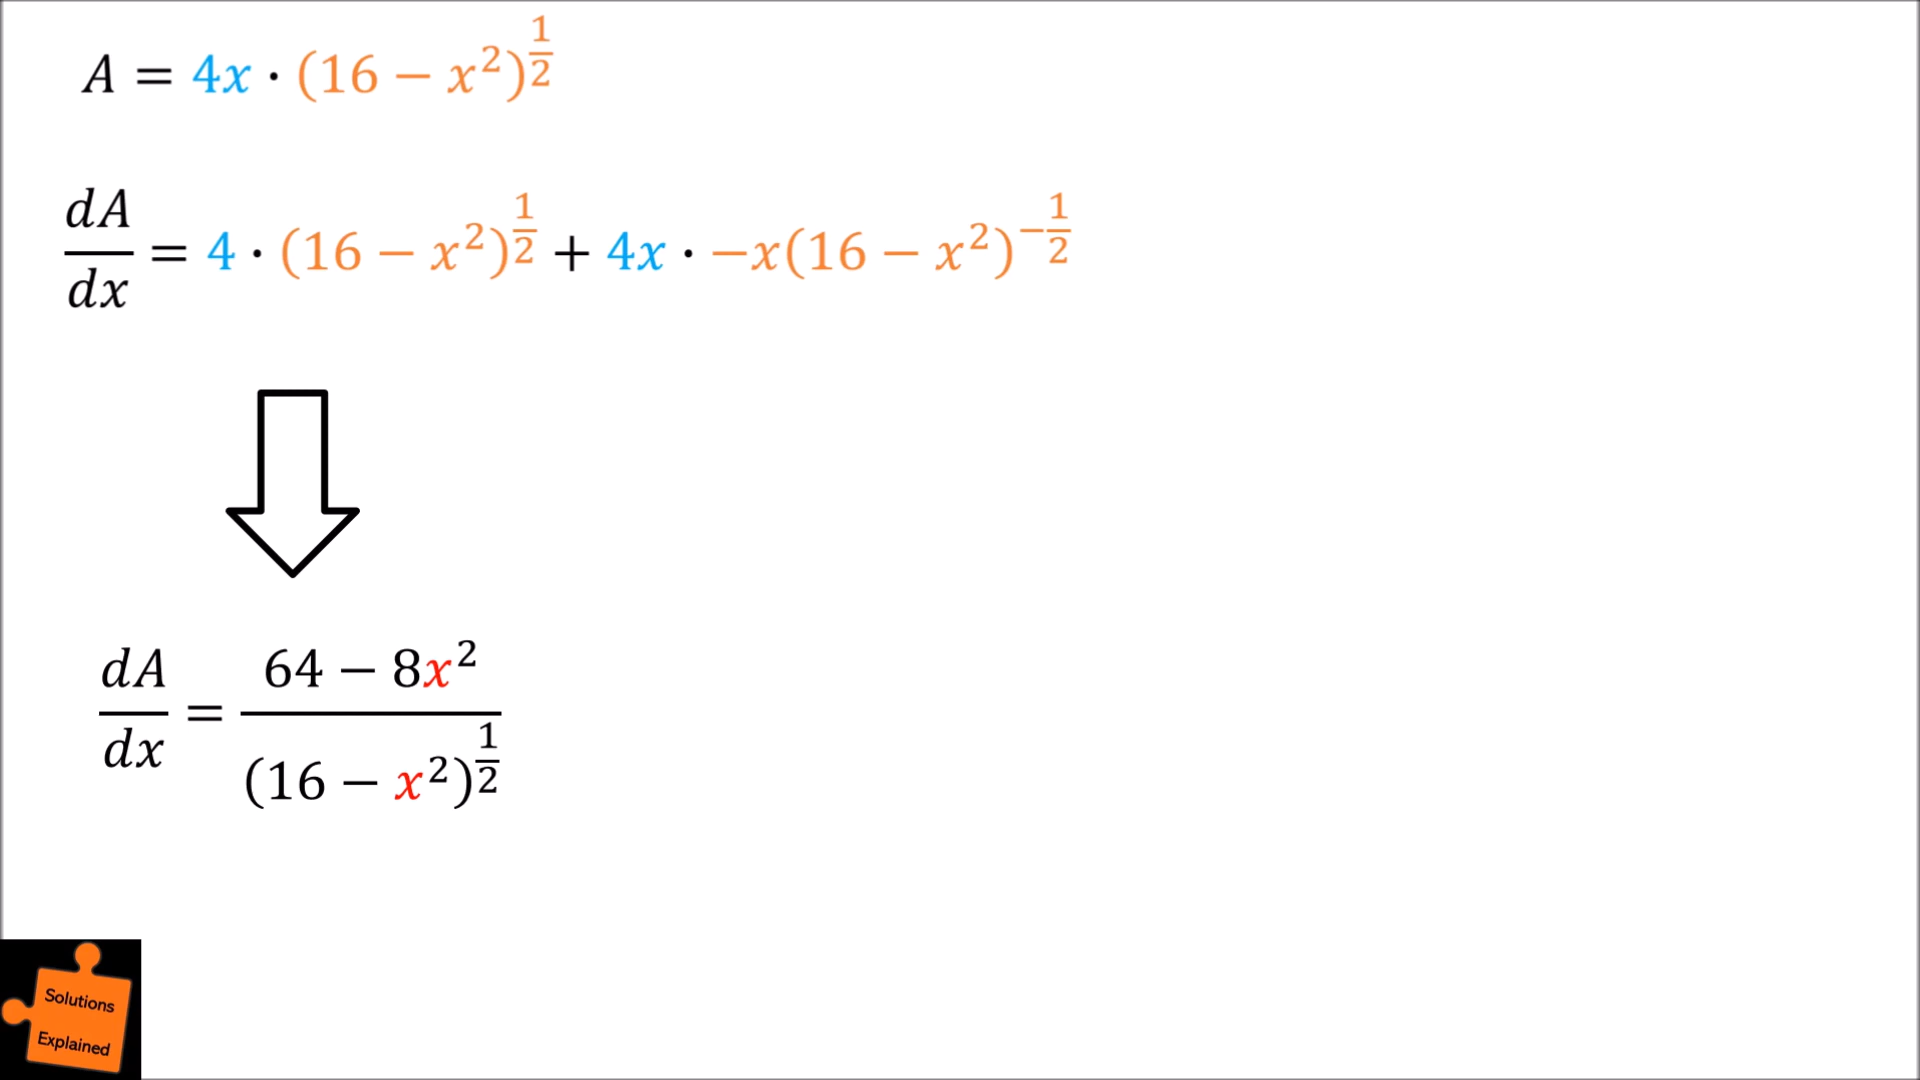 A = 4x · (16 − x²)^(1/2)
dA/dx = 4 · (16 − x²)^(1/2) + 4x · −x(16 − x²)^(−1/2)
dA/dx = (64 − 8x²)/(16 − x²)^(1/2)
Solutions
Explained